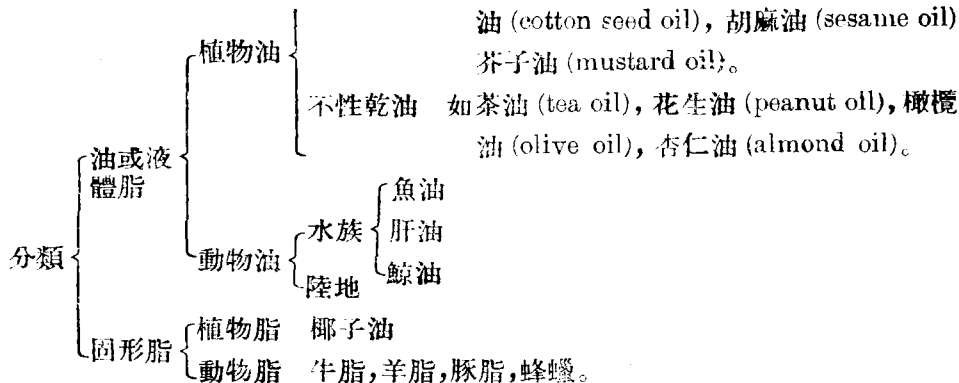 油 (cotton seed oil), 胡麻油 (sesame oil)
植物油 芥子油 (mustard oil)。
不性乾油 如茶油 (tea oil), 花生油 (peanut oil), 橄欖
油 (olive oil), 杏仁油 (almond oil)。
油或液
體脂
魚油
水族 肝油
動物油
鯨油
陸地
分類
植物脂 椰子油
固形脂
動物脂 牛脂,羊脂,豚脂,蜂蠟。